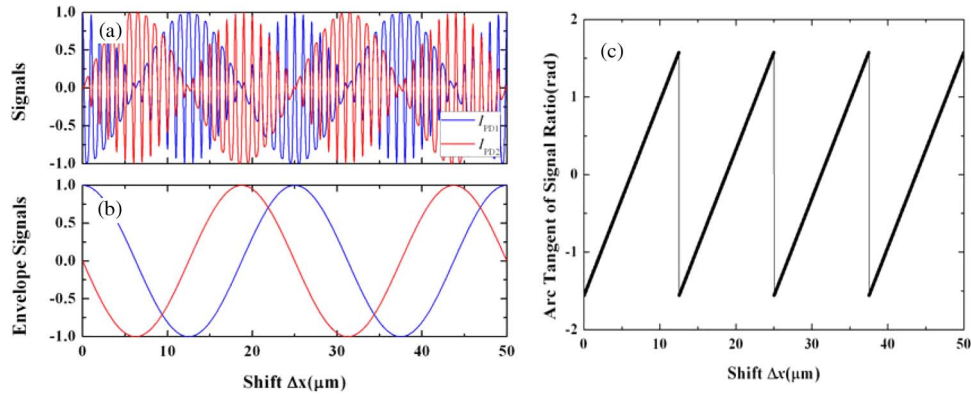 (a)
1.0
0.5
0.0
-0.5
-1.0
Signals
I_PD1
I_PD2
(b)
1.0
0.5
0.0
-0.5
-1.0
Envelope Signals
0 10 20 30 40 50
Shift Δx(μm)
(c)
2
1
0
-1
-2
Arc Tangent of Signal Ratio(rad)
0 10 20 30 40 50
Shift Δx(μm)